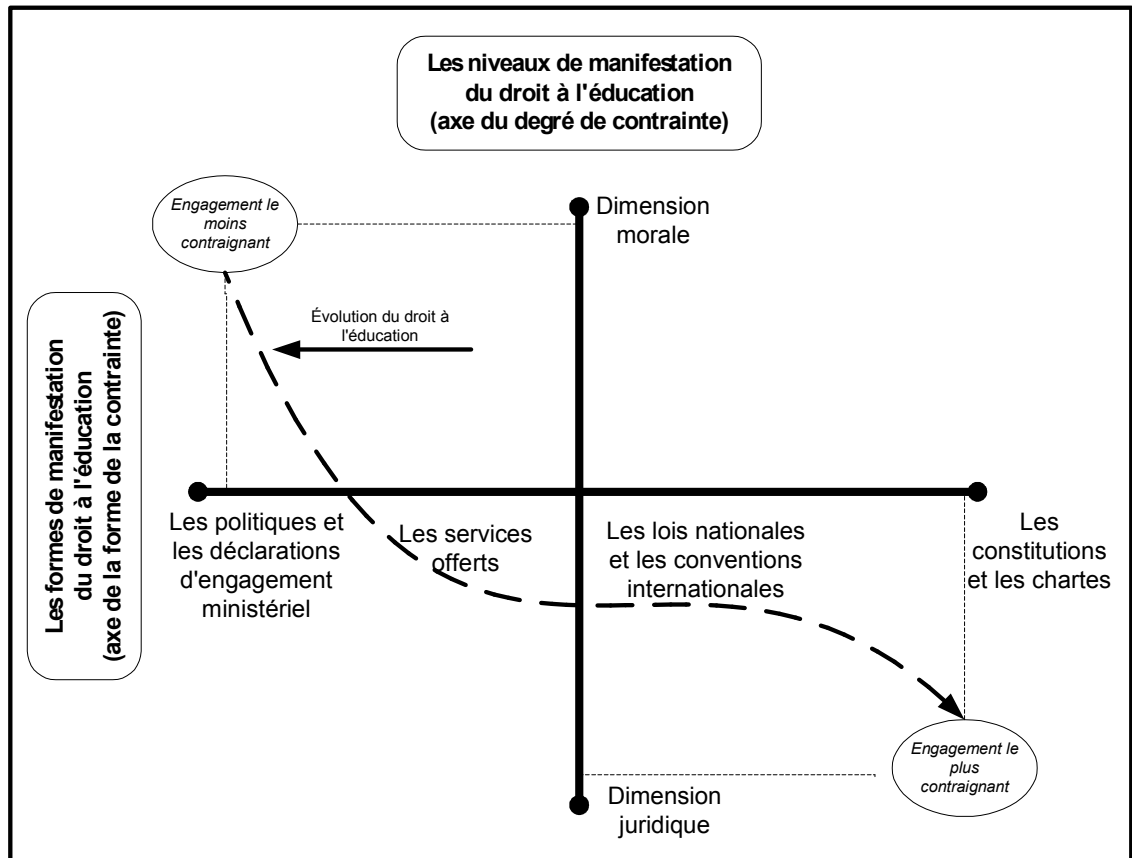 Les niveaux de manifestation
du droit à l'éducation
(axe du degré de contrainte)
Engagement le
moins
contraignant
Dimension
morale
Évolution du droit à
l'éducation
Les formes de manifestation
du droit à l'éducation
(axe de la forme de la contrainte)
Les politiques et
les déclarations
d'engagement
ministériel
Les services
offerts
Les lois nationales
et les conventions
internationales
Les
constitutions
et les chartes
Engagement le
plus
contraignant
Dimension
juridique